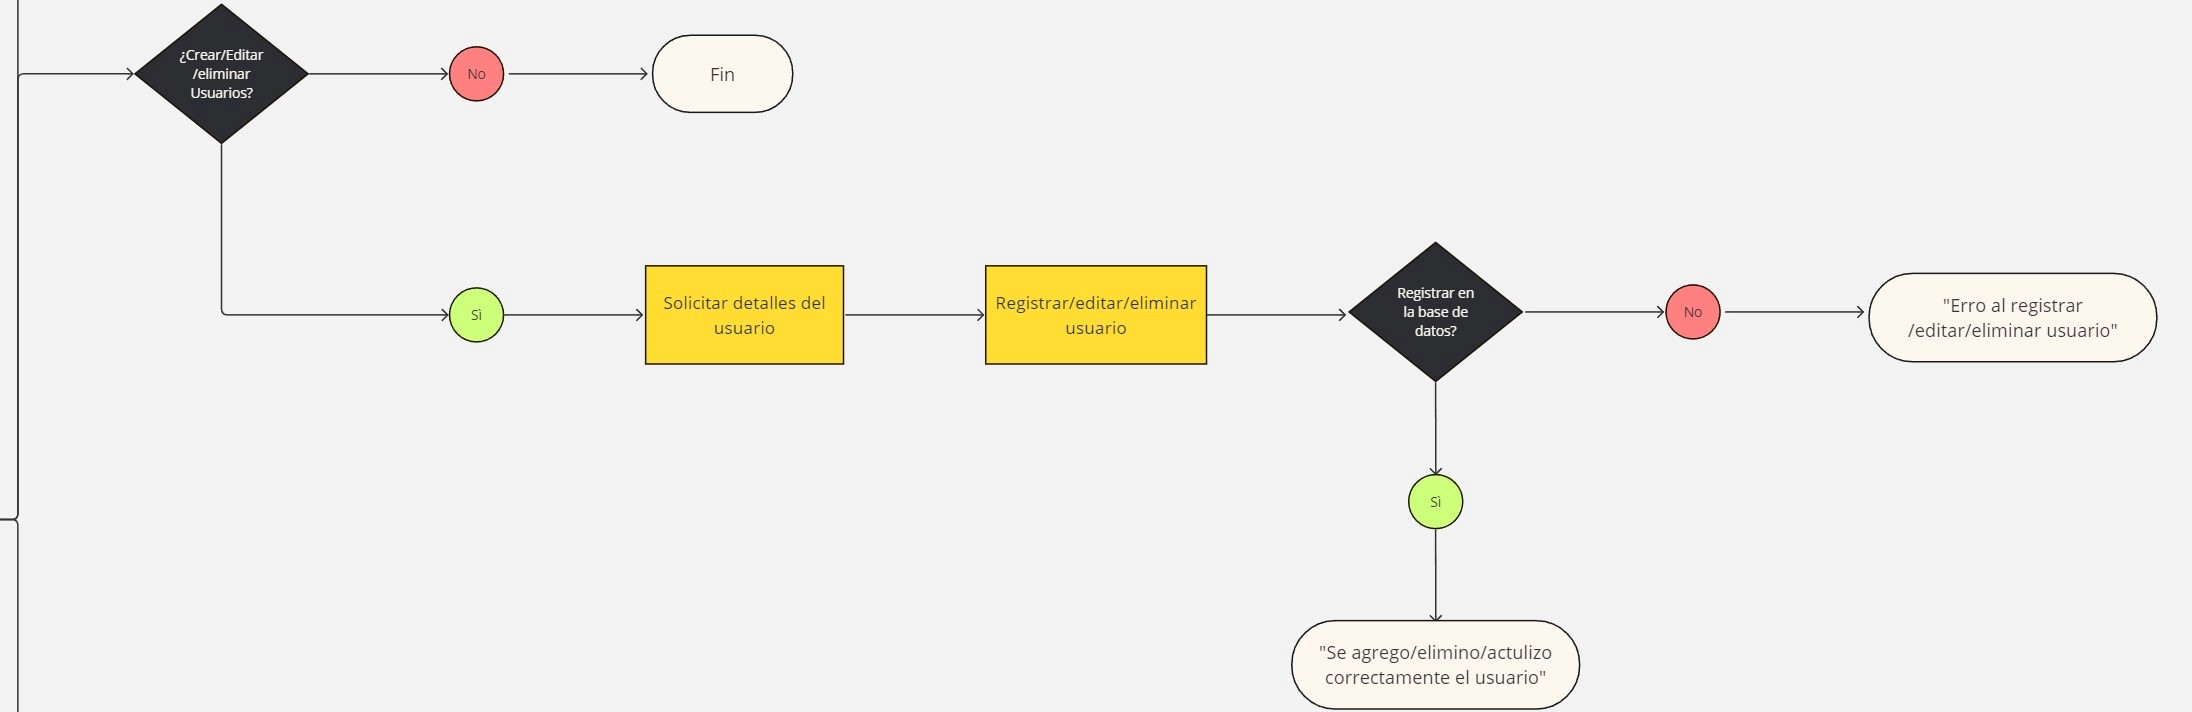 ¿Crear/Editar
/eliminar
Usuarios?
No
Fin
Sì
Solicitar detalles del
usuario
Registrar/editar/eliminar
usuario
Registrar en
la base de
datos?
No
"Erro al registrar
/editar/eliminar usuario"
Sì
"Se agrego/elimino/actulizo
correctamente el usuario"